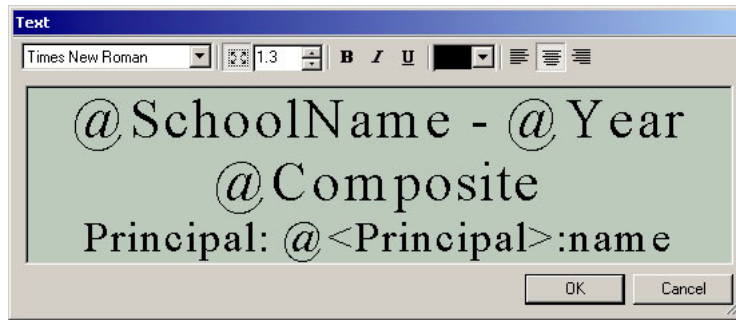 Text
Times New Roman 1.3 B I U
@SchoolName - @Year
@Composite
Principal: @<Principal>:name
OK Cancel